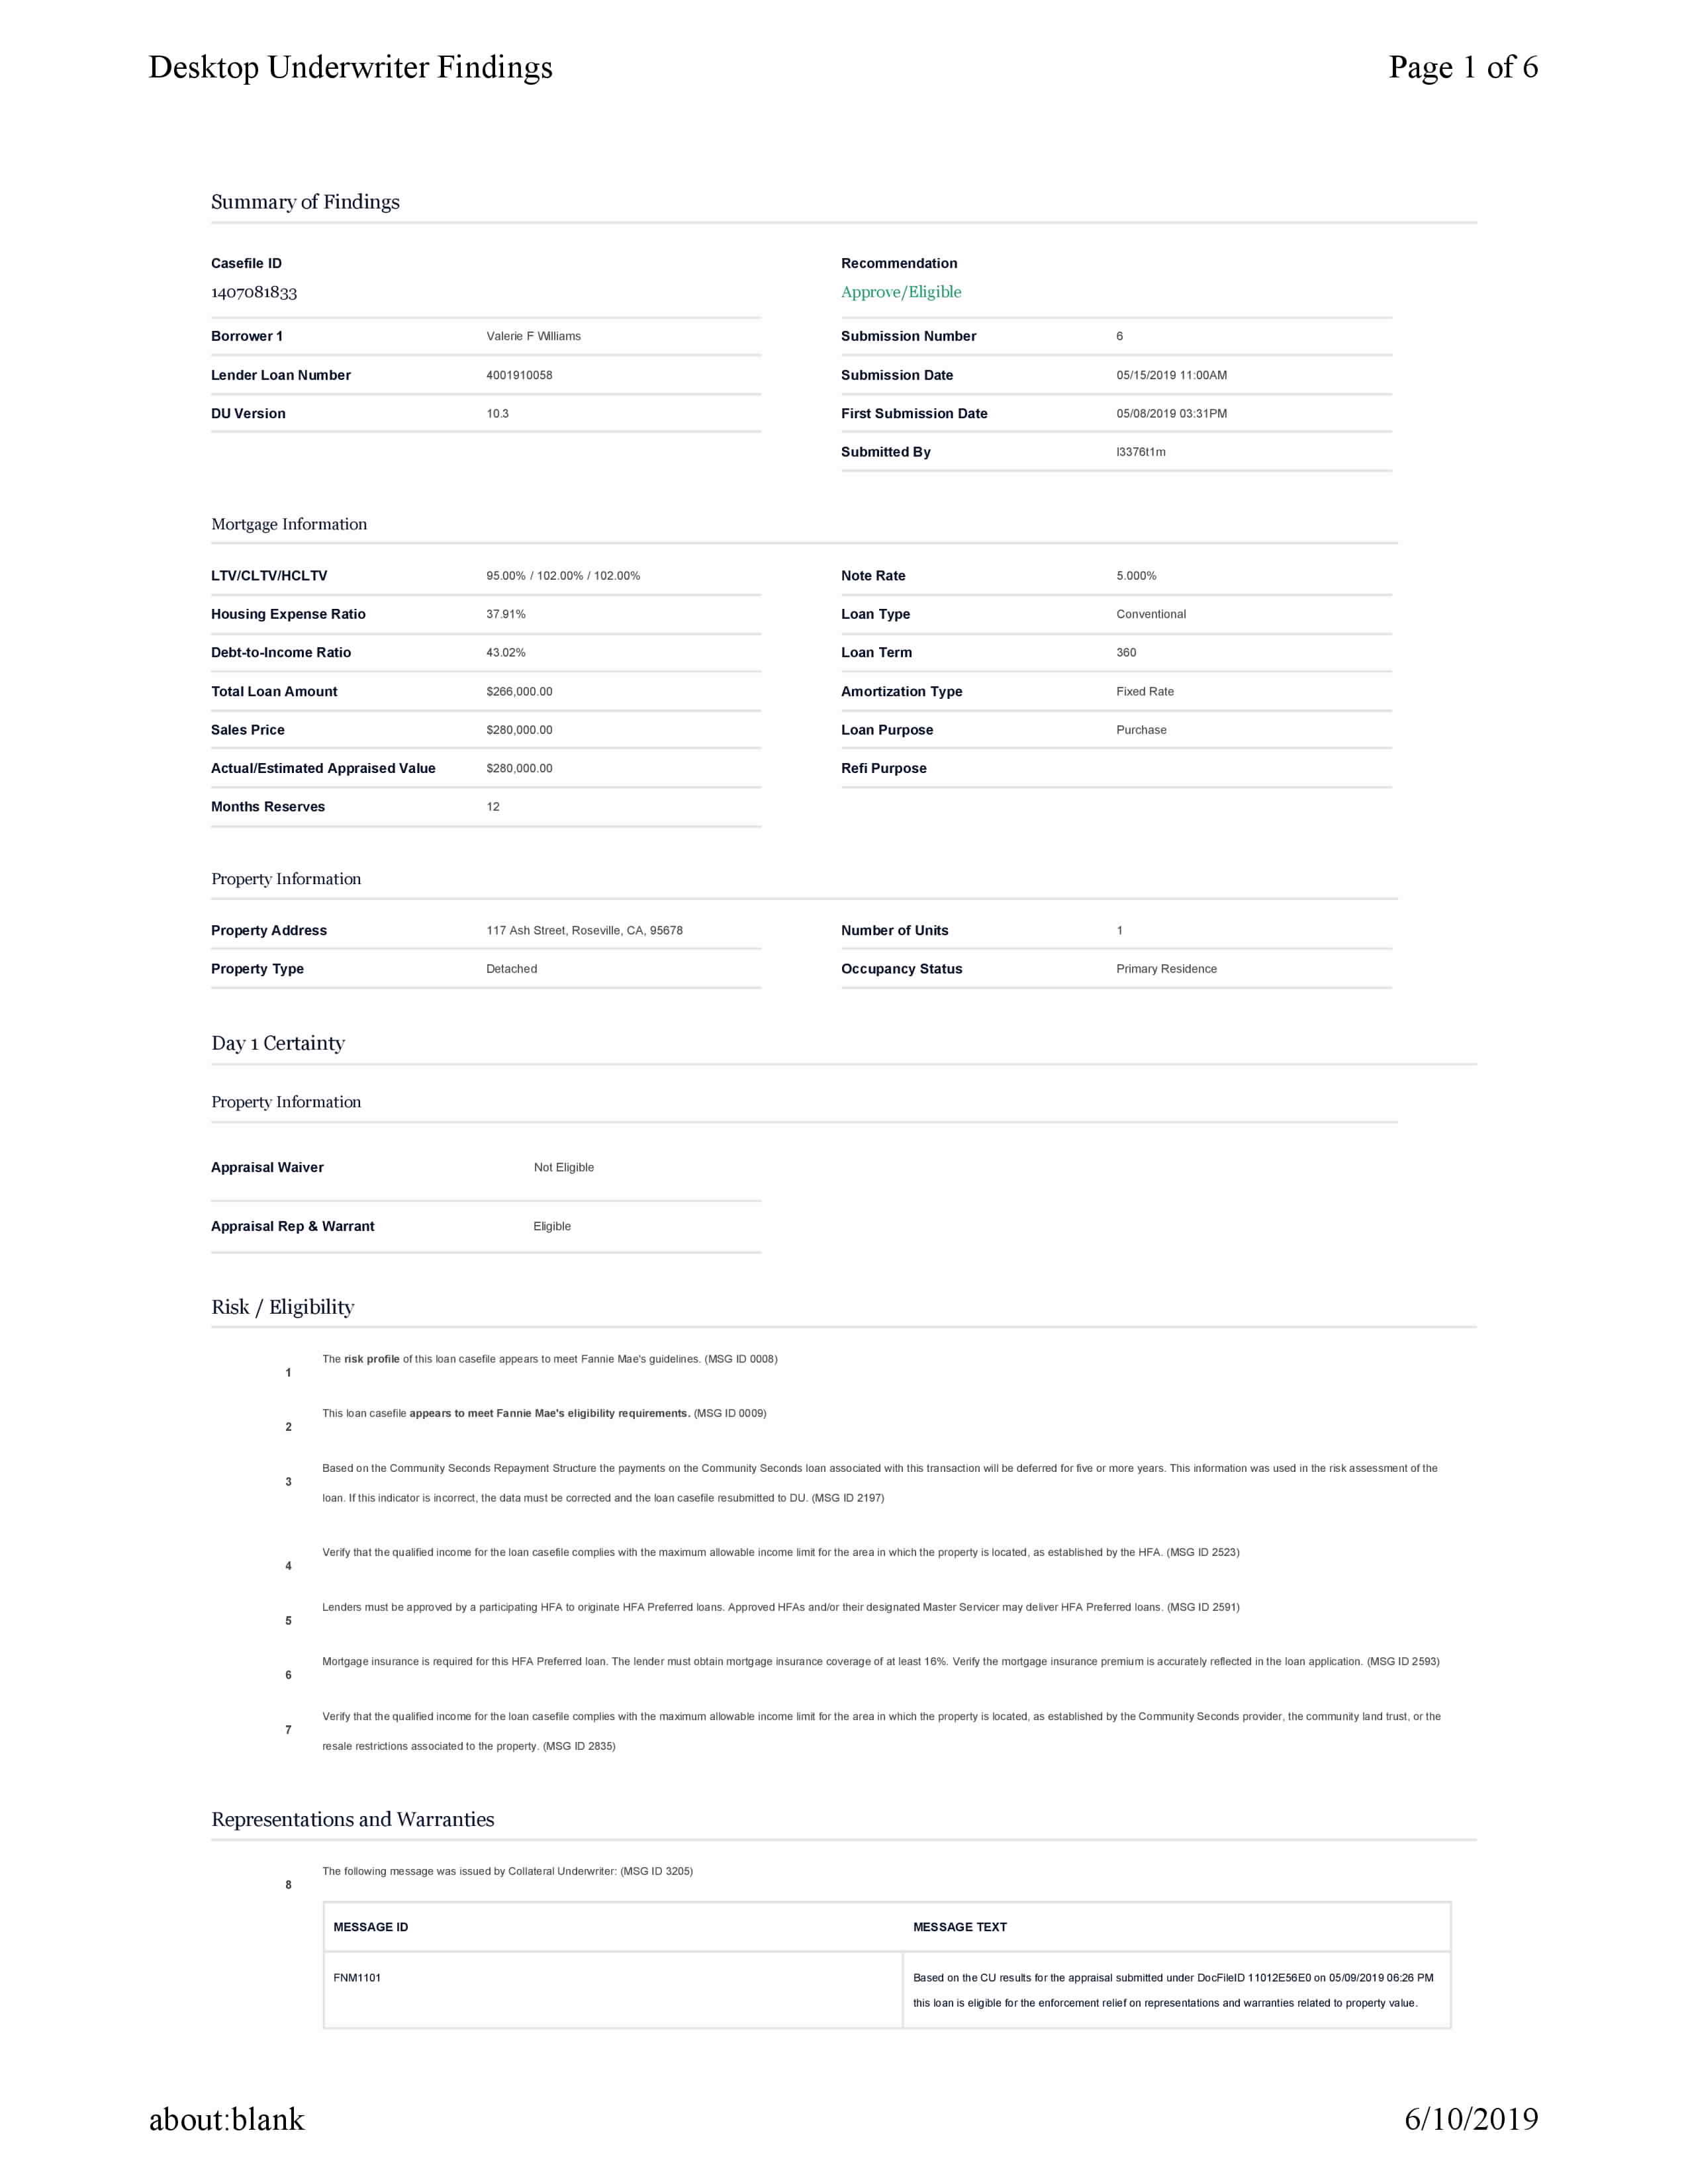 Desktop Underwriter Findings Page 1 of 6
Summary of Findings
Casefile ID Recommendation
1407081833 Approve/Eligible
Borrower 1 Valerie F Williams Submission Number 6
Lender Loan Number 4001910058 Submission Date 05/15/2019 11:00AM
DU Version 10.3 First Submission Date 05/08/2019 03:31PM
Submitted By l3376t1m
Mortgage Information
LTV/CLTV/HCLTV 95.00% / 102.00% / 102.00% Note Rate 5.000%
Housing Expense Ratio 37.91% Loan Type Conventional
Debt-to-Income Ratio 43.02% Loan Term 360
Total Loan Amount $266,000.00 Amortization Type Fixed Rate
Sales Price $280,000.00 Loan Purpose Purchase
Actual/Estimated Appraised Value $280,000.00 Refi Purpose
Months Reserves 12
Property Information
Property Address 117 Ash Street, Roseville, CA, 95678 Number of Units 1
Property Type Detached Occupancy Status Primary Residence
Day 1 Certainty
Property Information
Appraisal Waiver Not Eligible
Appraisal Rep & Warrant Eligible
Risk / Eligibility
1 The risk profile of this loan casefile appears to meet Fannie Mae's guidelines. (MSG ID 0008)
2 This loan casefile appears to meet Fannie Mae's eligibility requirements. (MSG ID 0009)
3 Based on the Community Seconds Repayment Structure the payments on the Community Seconds loan associated with this transaction will be deferred for five or more years. This information was used in the risk assessment of the
loan. If this indicator is incorrect, the data must be corrected and the loan casefile resubmitted to DU. (MSG ID 2197)
4 Verify that the qualified income for the loan casefile complies with the maximum allowable income limit for the area in which the property is located, as established by the HFA. (MSG ID 2523)
5 Lenders must be approved by a participating HFA to originate HFA Preferred loans. Approved HFAs and/or their designated Master Servicer may deliver HFA Preferred loans. (MSG ID 2591)
6 Mortgage insurance is required for this HFA Preferred loan. The lender must obtain mortgage insurance coverage of at least 16%. Verify the mortgage insurance premium is accurately reflected in the loan application. (MSG ID 2593)
7 Verify that the qualified income for the loan casefile complies with the maximum allowable income limit for the area in which the property is located, as established by the Community Seconds provider, the community land trust, or the
resale restrictions associated to the property. (MSG ID 2835)
Representations and Warranties
8 The following message was issued by Collateral Underwriter: (MSG ID 3205)
MESSAGE ID MESSAGE TEXT
FNM1101 Based on the CU results for the appraisal submitted under DocFileID 11012E56E0 on 05/09/2019 06:26 PM
this loan is eligible for the enforcement relief on representations and warranties related to property value.
about:blank 6/10/2019